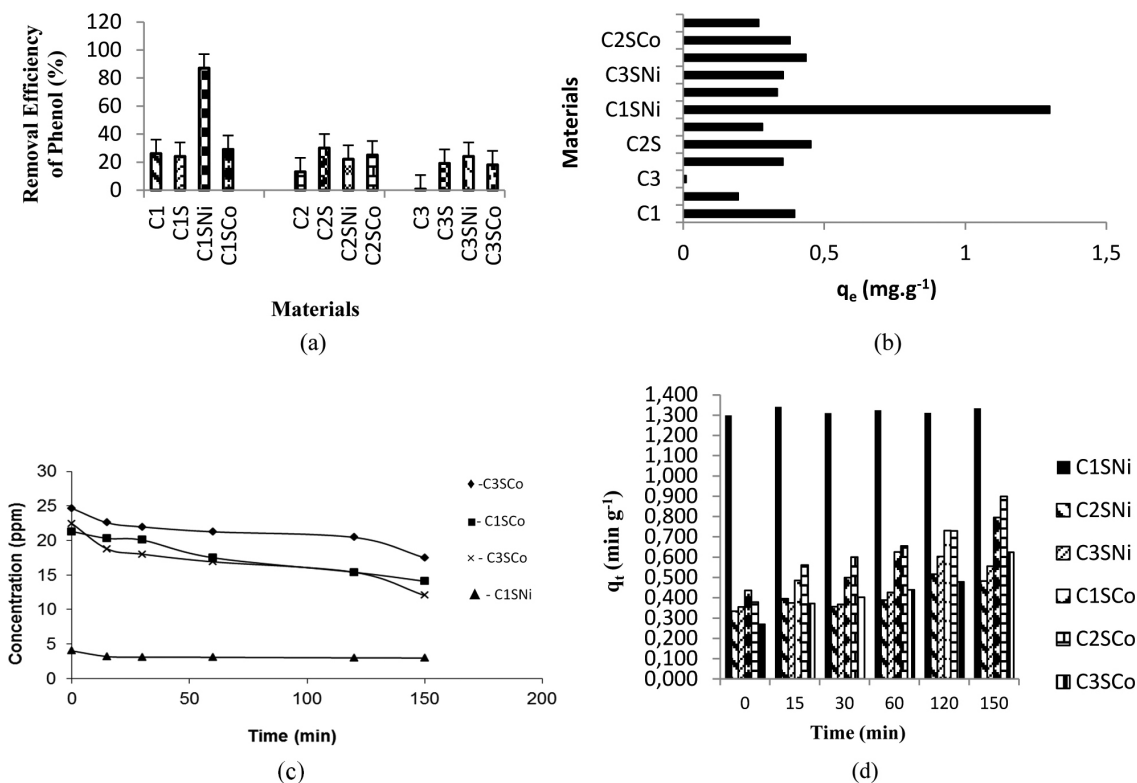 Removal Efficiency
of Phenol (%)
120
100
80
60
40
20
0
C1
C1S
C1SNi
C1SCo
C2
C2S
C2SNi
C2SCo
C3
C3S
C3SNi
C3SCo
Materials
(a)
Materials
C2SCo
C3SNi
C1SNi
C2S
C3
C1
0
0,5
1
1,5
qe (mg.g-1)
(b)
Concentration (ppm)
30
25
20
15
10
5
0
0
50
100
150
200
Time (min)
-C3SCo
- C1SCo
- C3SCo
- C1SNi
(c)
qt (min g-1)
1,400
1,300
1,200
1,100
1,000
0,900
0,800
0,700
0,600
0,500
0,400
0,300
0,200
0,100
0,000
0
15
30
60
120
150
Time (min)
C1SNi
C2SNi
C3SNi
C1SCo
C2SCo
C3SCo
(d)